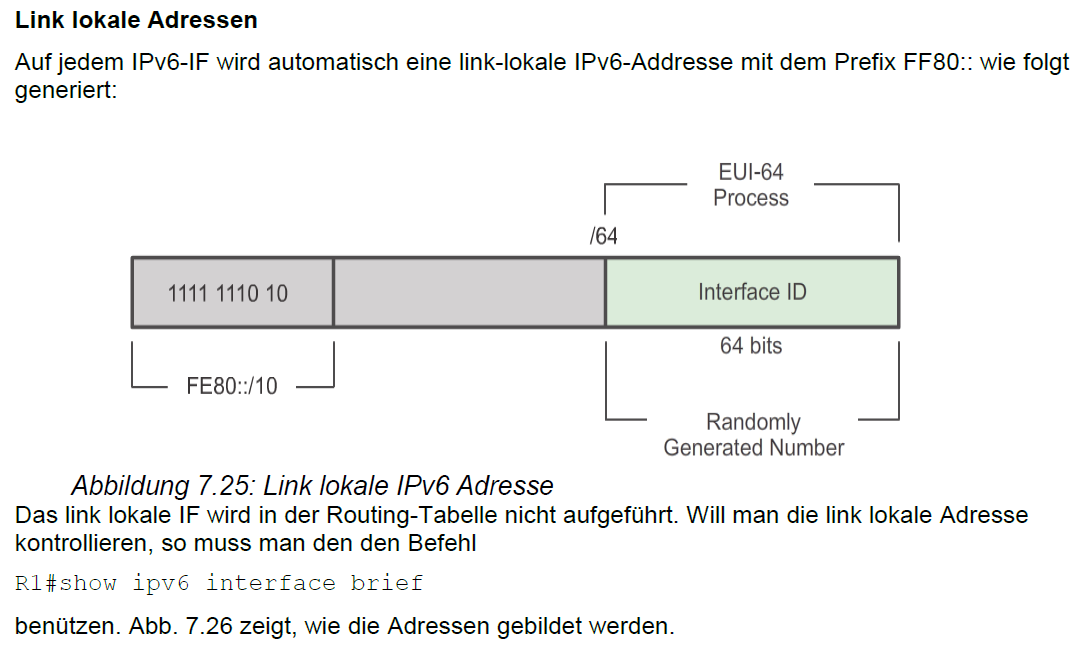 Link lokale Adressen
Auf jedem IPv6-IF wird automatisch eine link-lokale IPv6-Addresse mit dem Prefix FF80:: wie folgt
generiert:
EUI-64
Process
/64
1111 1110 10
Interface ID
64 bits
FE80::/10
Randomly
Generated Number
Abbildung 7.25: Link lokale IPv6 Adresse
Das link lokale IF wird in der Routing-Tabelle nicht aufgeführt. Will man die link lokale Adresse
kontrollieren, so muss man den den Befehl
R1#show ipv6 interface brief
benützen. Abb. 7.26 zeigt, wie die Adressen gebildet werden.